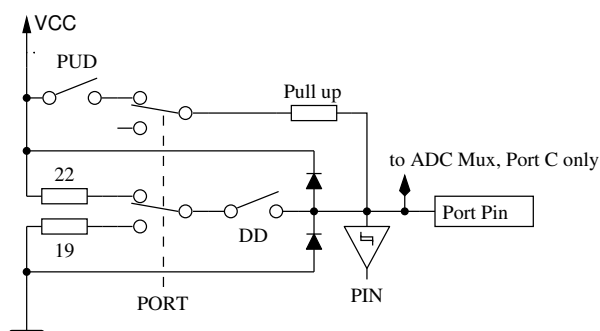 VCC
PUD
Pull up
to ADC Mux, Port C only
22
Port Pin
DD
19
PIN
PORT